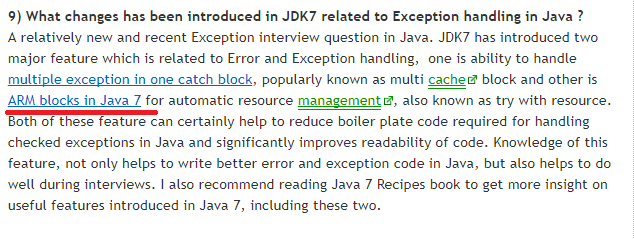 9) What changes has been introduced in JDK7 related to Exception handling in Java ?
A relatively new and recent Exception interview question in Java. JDK7 has introduced two
major feature which is related to Error and Exception handling,  one is ability to handle
multiple exception in one catch block, popularly known as multi cache block and other is
ARM blocks in Java 7 for automatic resource management, also known as try with resource.
Both of these feature can certainly help to reduce boiler plate code required for handling
checked exceptions in Java and significantly improves readability of code. Knowledge of this
feature, not only helps to write better error and exception code in Java, but also helps to do
well during interviews. I also recommend reading Java 7 Recipes book to get more insight on
useful features introduced in Java 7, including these two.